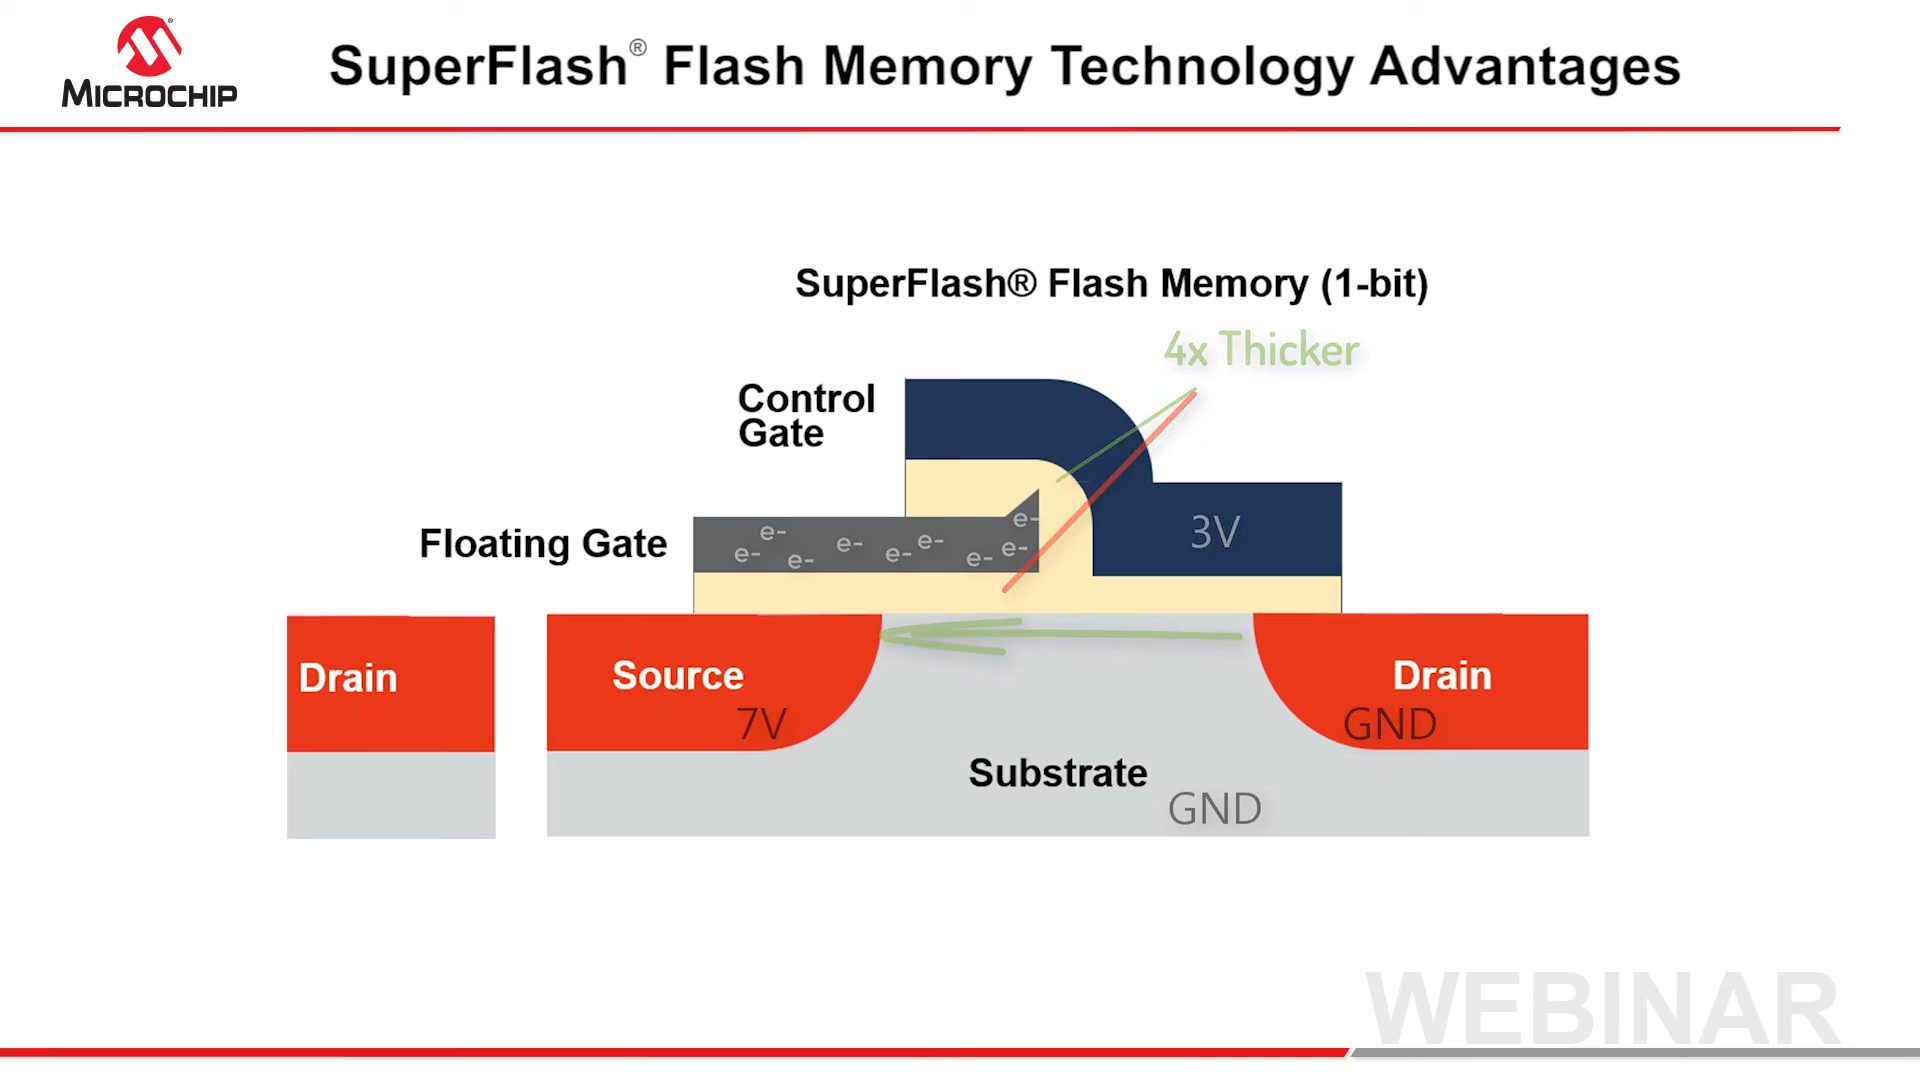 MICROCHIP
SuperFlash® Flash Memory Technology Advantages
SuperFlash® Flash Memory (1-bit)
4x Thicker
Control
Gate
Floating Gate
e- e- e- e- e- e- e- e- e-
3V
Drain
Source
7V
Drain
GND
Substrate
GND
WEBINAR